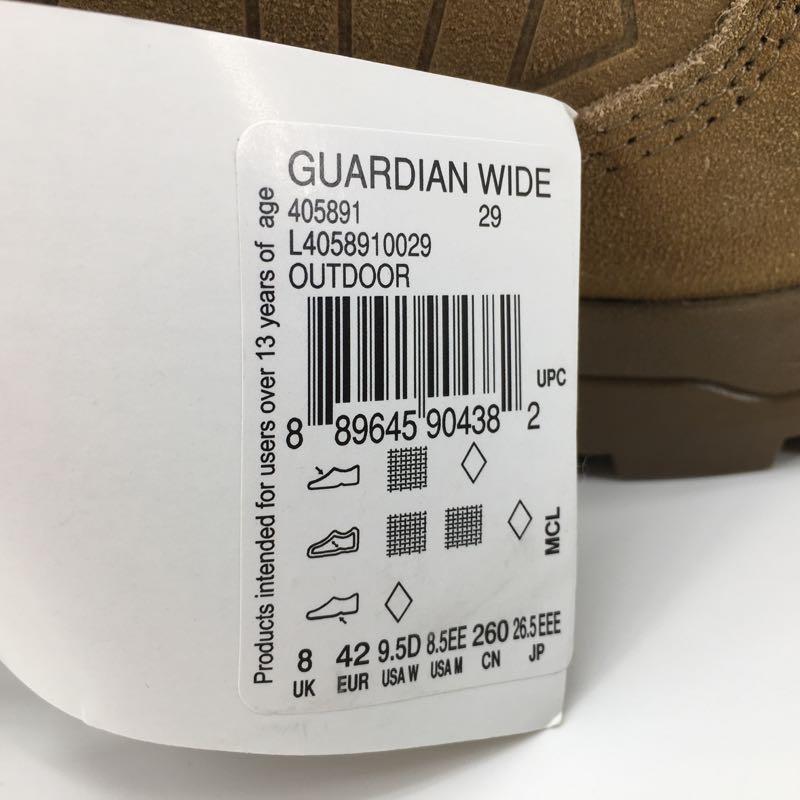 GUARDIAN WIDE
405891 29
L4058910029
OUTDOOR
UPC
8 89645 90438 2
MCL
8 42 9.5D 8.5EE 260 26.5EEE
UK EUR USA W USA M CN JP
Products intended for users over 13 years of age